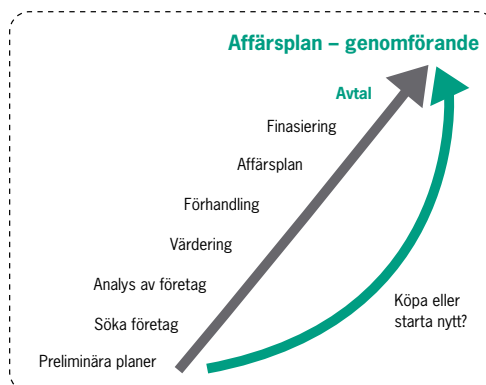 Affärsplan – genomförande
Avtal
Finasiering
Affärsplan
Förhandling
Värdering
Analys av företag
Söka företag
Preliminära planer
Köpa eller
starta nytt?